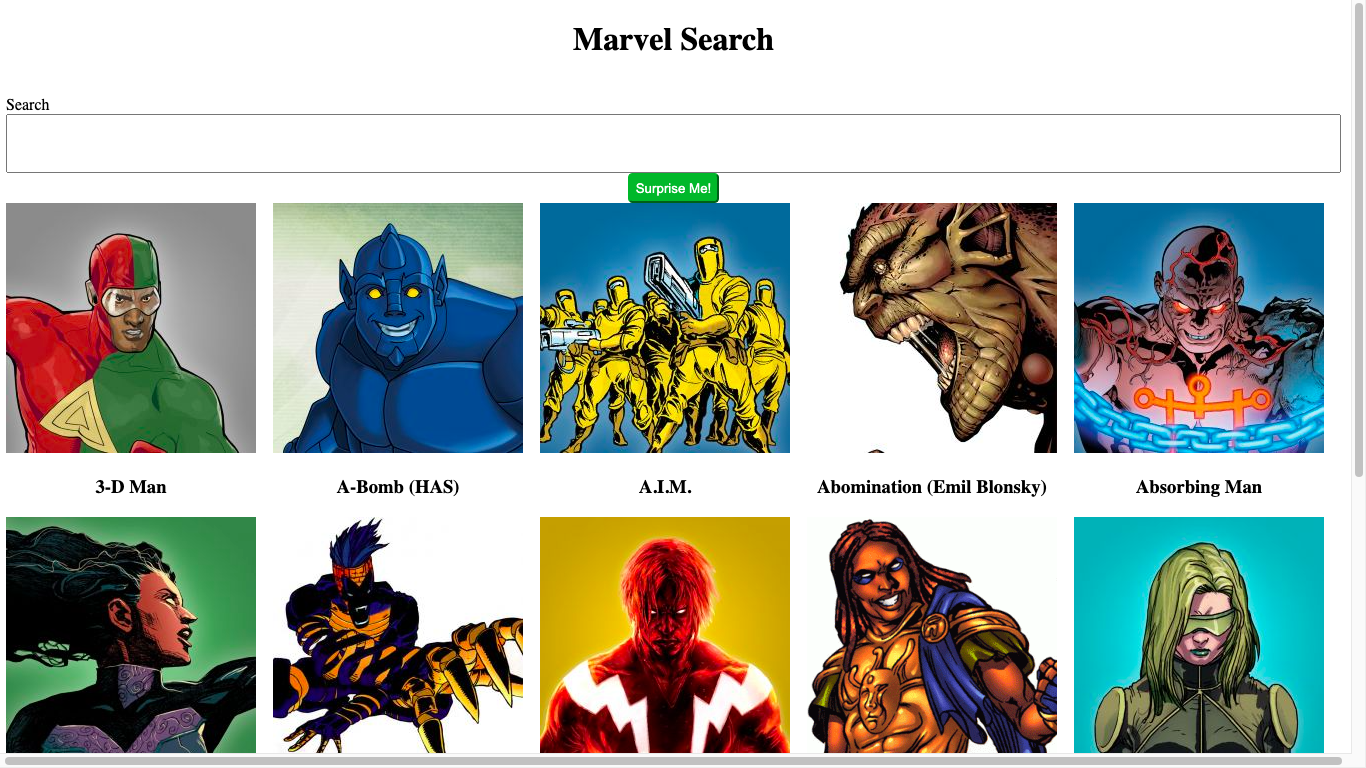 Marvel Search
Search
Surprise Me!
3-D Man
A-Bomb (HAS)
A.I.M.
Abomination (Emil Blonsky)
Absorbing Man